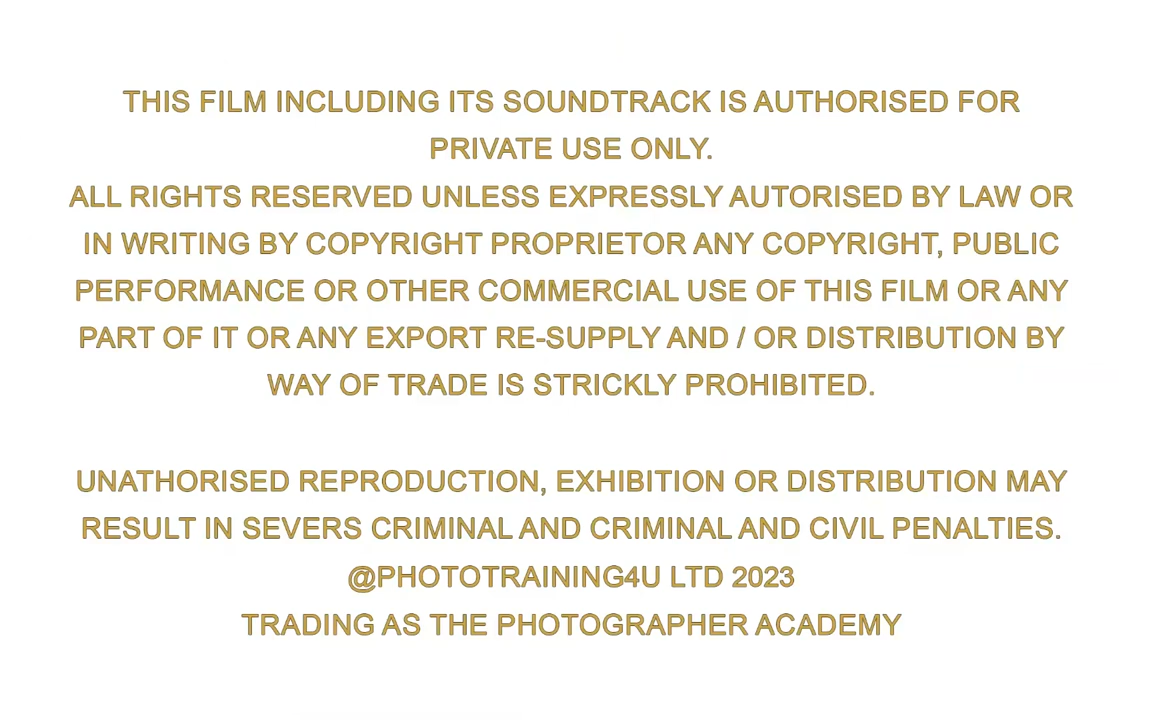 THIS FILM INCLUDING ITS SOUNDTRACK IS AUTHORISED FOR
PRIVATE USE ONLY.
ALL RIGHTS RESERVED UNLESS EXPRESSLY AUTORISED BY LAW OR
IN WRITING BY COPYRIGHT PROPRIETOR ANY COPYRIGHT, PUBLIC
PERFORMANCE OR OTHER COMMERCIAL USE OF THIS FILM OR ANY
PART OF IT OR ANY EXPORT RE-SUPPLY AND / OR DISTRIBUTION BY
WAY OF TRADE IS STRICKLY PROHIBITED.
UNATHORISED REPRODUCTION, EXHIBITION OR DISTRIBUTION MAY
RESULT IN SEVERS CRIMINAL AND CRIMINAL AND CIVIL PENALTIES.
@PHOTOTRAINING4U LTD 2023
TRADING AS THE PHOTOGRAPHER ACADEMY